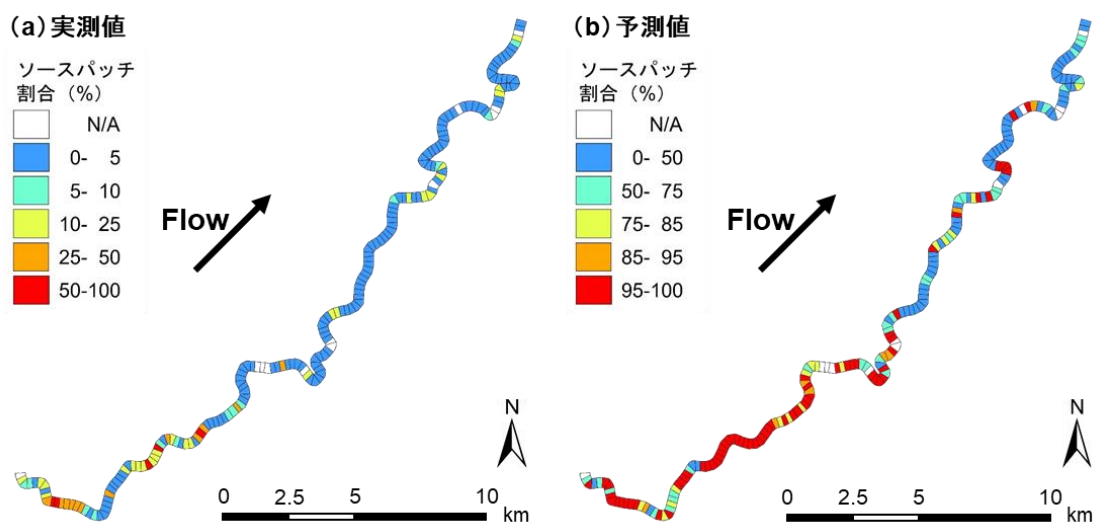 (a)実測値
ソースパッチ
割合（%）
N/A
0- 5
5- 10
10- 25
25- 50
50-100
Flow
N
0 2.5 5 10
km
(b)予測値
ソースパッチ
割合（%）
N/A
0- 50
50- 75
75- 85
85- 95
95-100
Flow
N
0 2.5 5 10
km